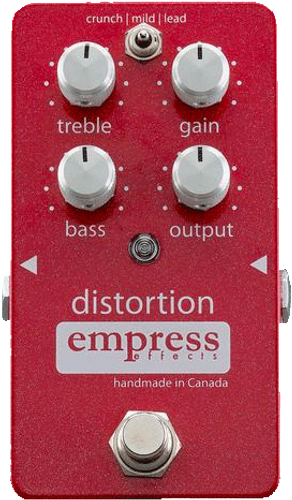 crunch | mild | lead
treble gain
bass output
distortion
empress
effects
handmade in Canada